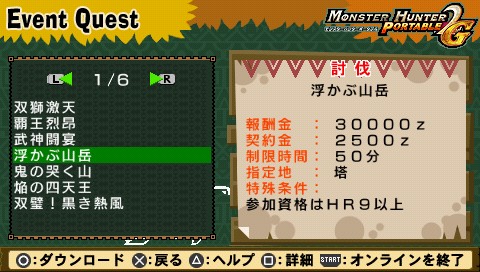 Event Quest
MONSTER HUNTER
PORTABLE 2nd G
L 1/6 R
双獅激天
覇王烈昂
武神闘宴
浮かぶ山岳
鬼の哭く山
焔の四天王
双璧！黒き熱風
討伐
浮かぶ山岳
報酬金 ： 30000z
契約金 ： 2500z
制限時間： 50分
指定地 ： 塔
特殊条件：
参加資格はHR9以上
○:ダウンロード ×:戻る △:ヘルプ □:詳細 START:オンラインを終了